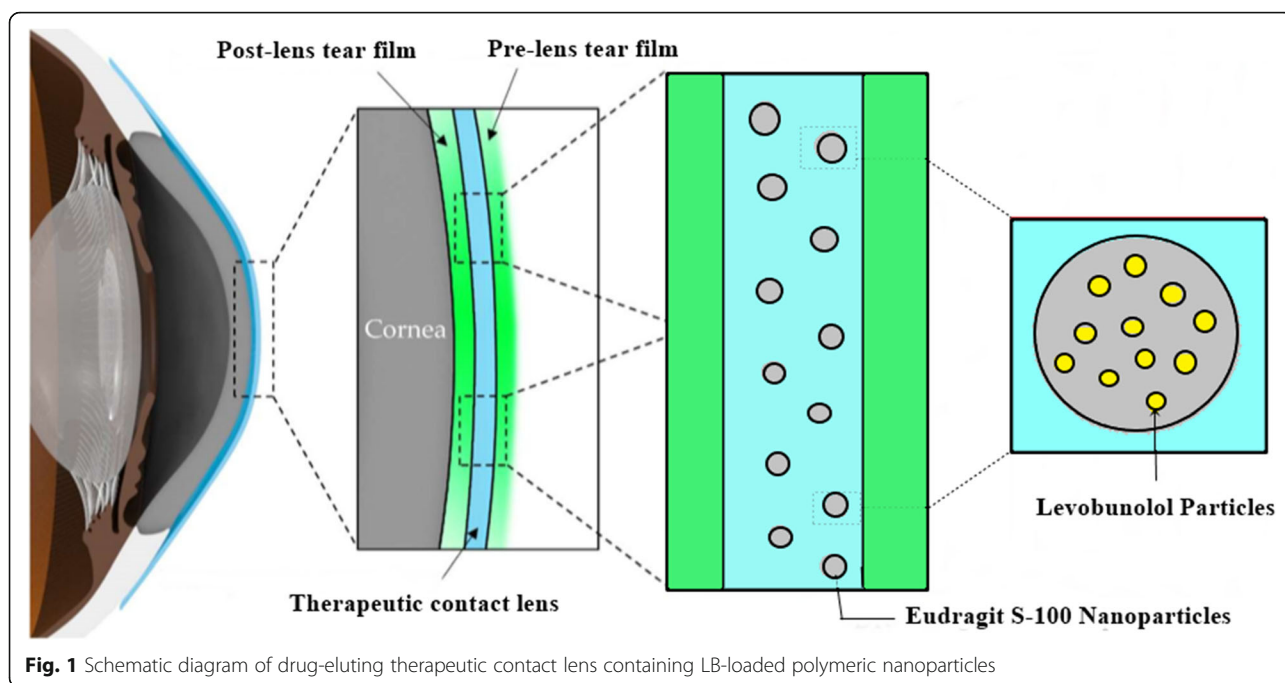 Post-lens tear film
Pre-lens tear film
Cornea
Therapeutic contact lens
Levobunolol Particles
Eudragit S-100 Nanoparticles
Fig. 1 Schematic diagram of drug-eluting therapeutic contact lens containing LB-loaded polymeric nanoparticles